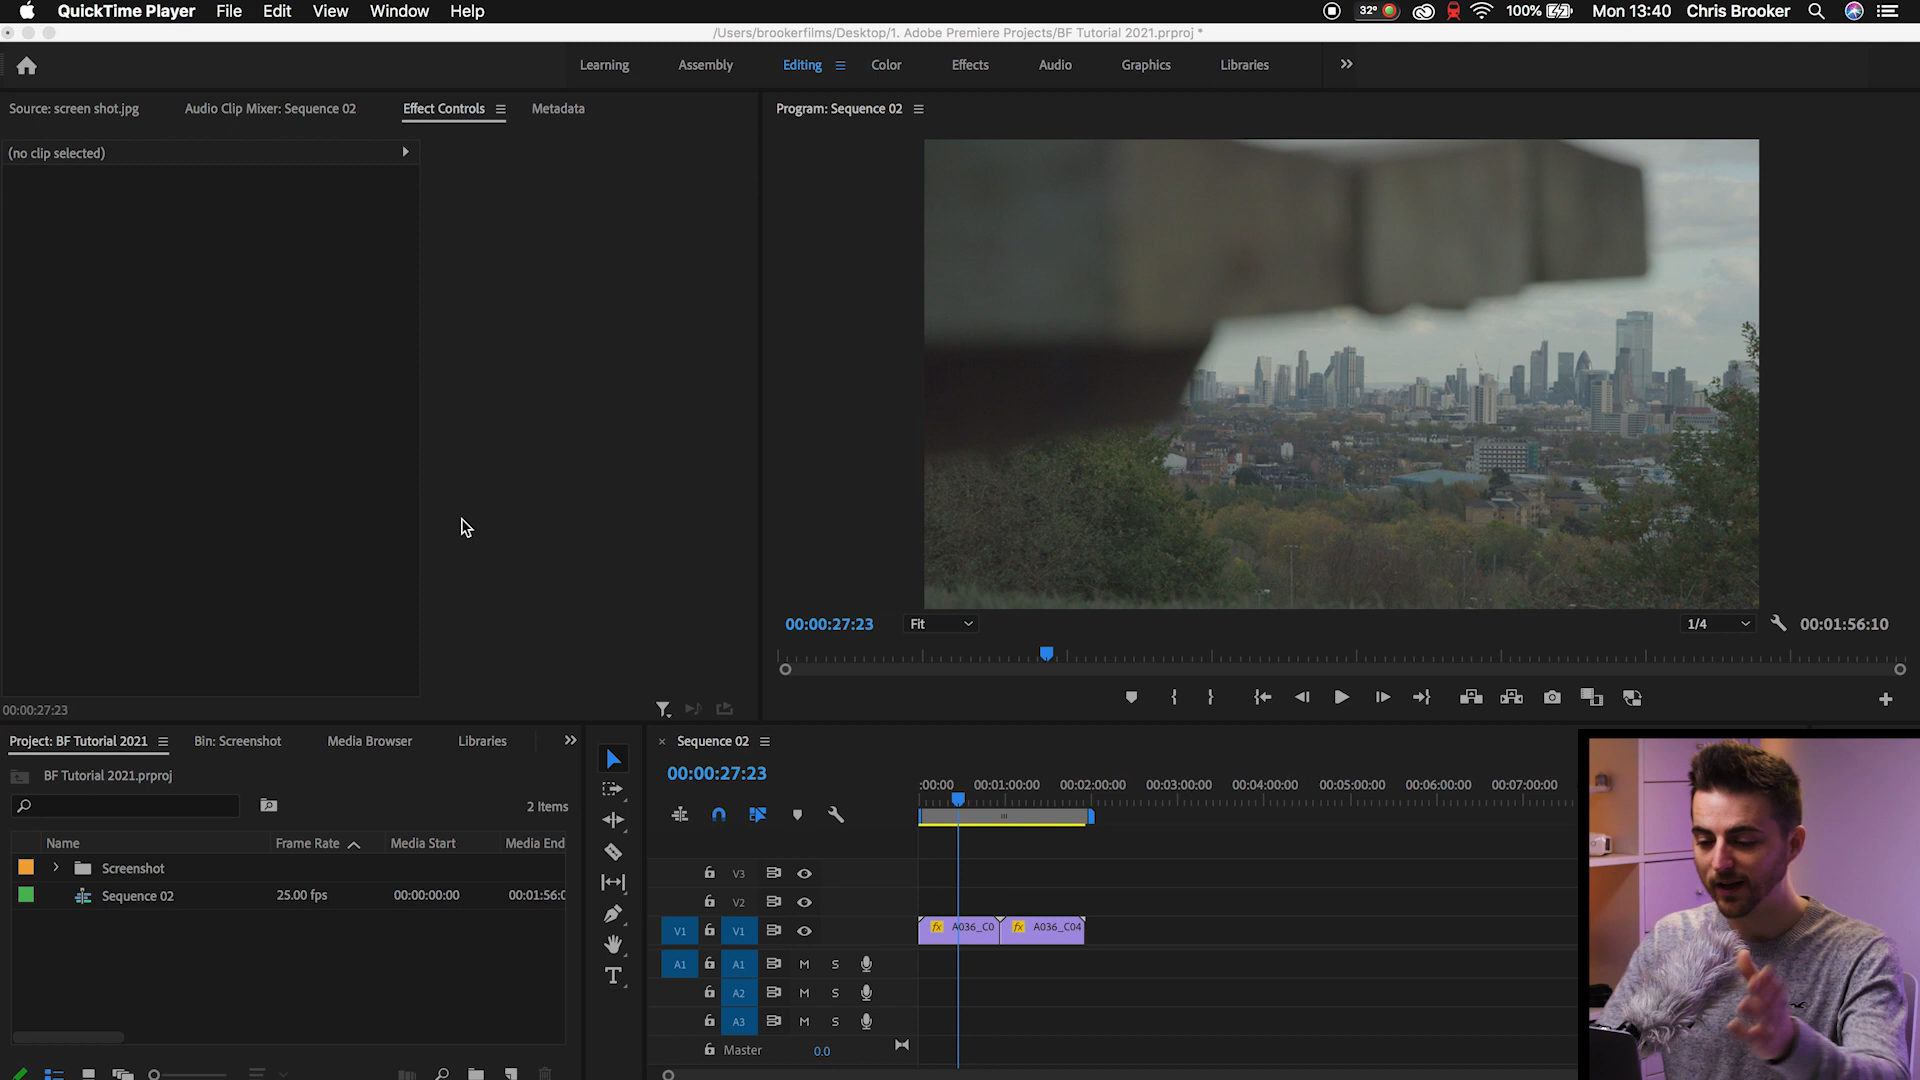 QuickTime Player File Edit View Window Help 32° 100% Mon 13:40 Chris Brooker
/Users/brookerfilms/Desktop/1. Adobe Premiere Projects/BF Tutorial 2021.prproj *
Learning Assembly Editing Color Effects Audio Graphics Libraries
Source: screen shot.jpg Audio Clip Mixer: Sequence 02 Effect Controls Metadata
Program: Sequence 02
(no clip selected)
00:00:27:23 Fit 1/4 00:01:56:10
00:00:27:23
Project: BF Tutorial 2021 Bin: Screenshot Media Browser Libraries
BF Tutorial 2021.prproj
2 Items
Name Frame Rate Media Start Media End
Screenshot
Sequence 02 25.00 fps 00:00:00:00 00:01:56:0
Sequence 02
00:00:27:23
:00:00 00:01:00:00 00:02:00:00 00:03:00:00 00:04:00:00 00:05:00:00 00:06:00:00 00:07:00:00
V3
V2
V1 V1 fx A036_C0 fx A036_C04
A1 A1 M S
A2 M S
A3 M S
Master 0.0